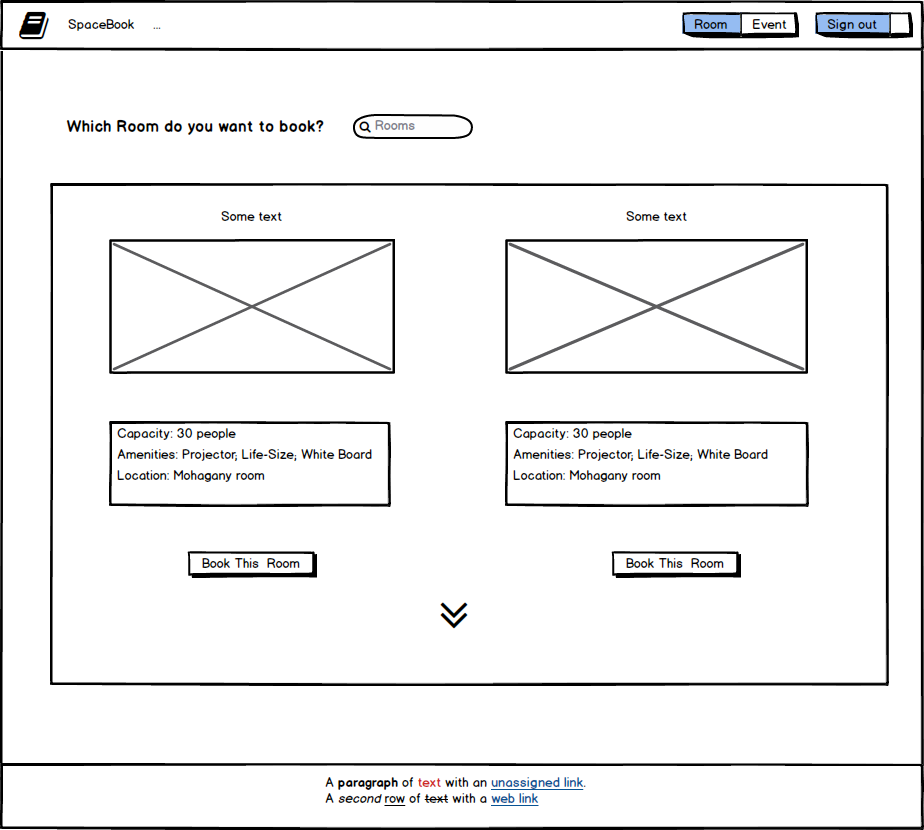 SpaceBook ... Room Event Sign out
Which Room do you want to book? Rooms
Some text Some text
Capacity: 30 people Capacity: 30 people
Amenities: Projector, Life-Size, White Board Amenities: Projector, Life-Size, White Board
Location: Mohagany room Location: Mohagany room
Book This Room Book This Room
A paragraph of text with an unassigned link.
A second row of text with a web link